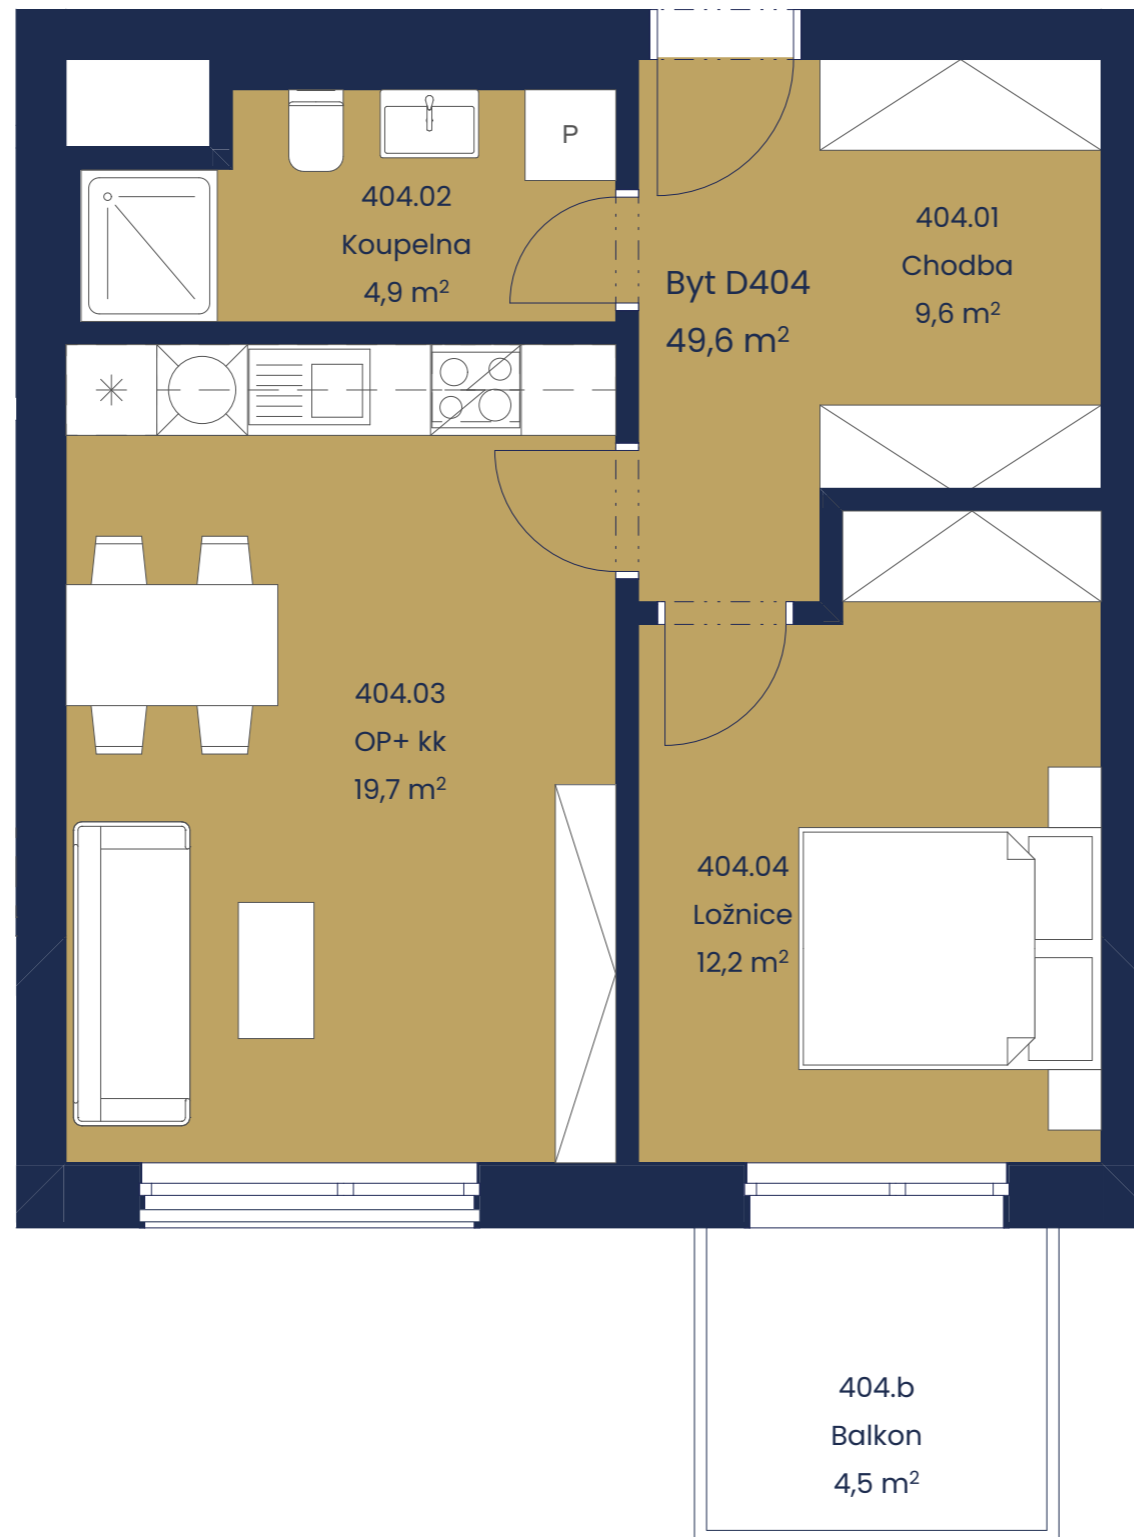 P
404.02
Koupelna
4,9 m²
404.01
Chodba
9,6 m²
Byt D404
49,6 m²
404.03
OP+ kk
19,7 m²
404.04
Ložnice
12,2 m²
404.b
Balkon
4,5 m²